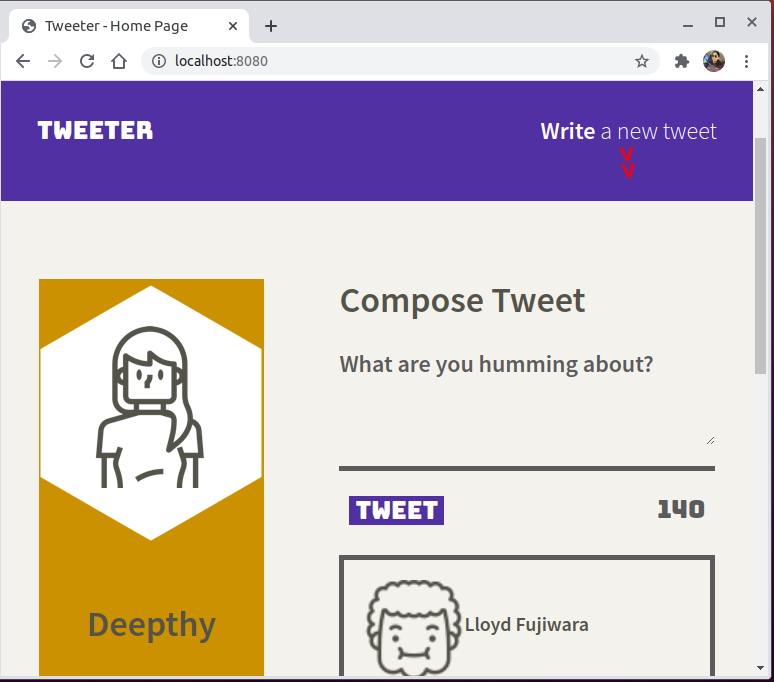 Tweeter - Home Page
localhost:8080
TWEETER
Write a new tweet
Compose Tweet
What are you humming about?
TWEET
140
Deepthy
Lloyd Fujiwara